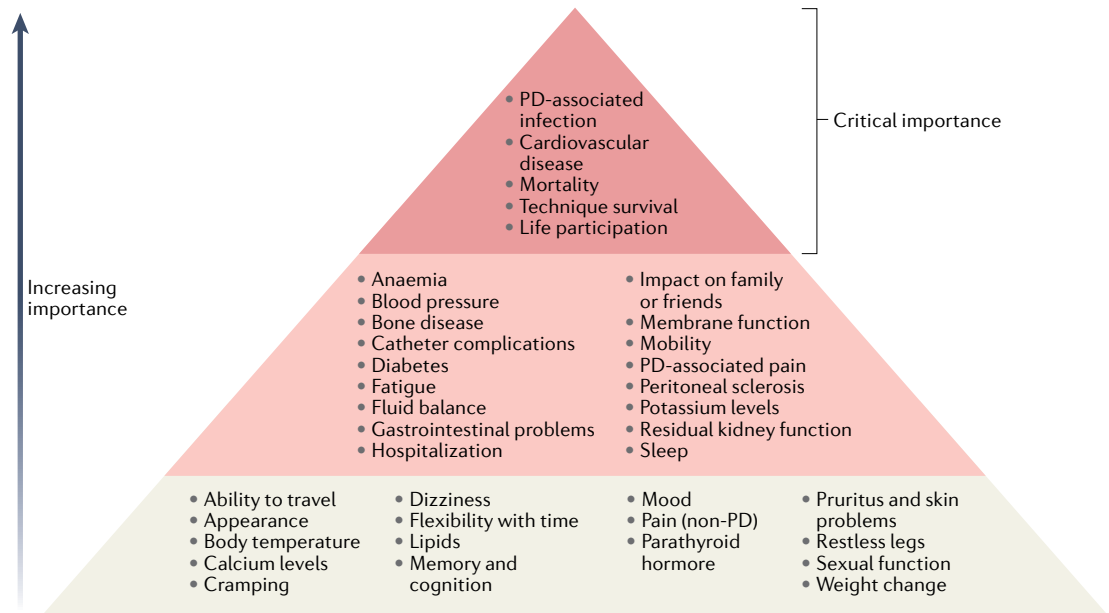 • PD-associated
infection
• Cardiovascular
disease
• Mortality
• Technique survival
• Life participation
Critical importance
Increasing
importance
• Anaemia
• Blood pressure
• Bone disease
• Catheter complications
• Diabetes
• Fatigue
• Fluid balance
• Gastrointestinal problems
• Hospitalization
• Impact on family
or friends
• Membrane function
• Mobility
• PD-associated pain
• Peritoneal sclerosis
• Potassium levels
• Residual kidney function
• Sleep
• Ability to travel
• Appearance
• Body temperature
• Calcium levels
• Cramping
• Dizziness
• Flexibility with time
• Lipids
• Memory and
cognition
• Mood
• Pain (non-PD)
• Parathyroid
hormore
• Pruritus and skin
problems
• Restless legs
• Sexual function
• Weight change